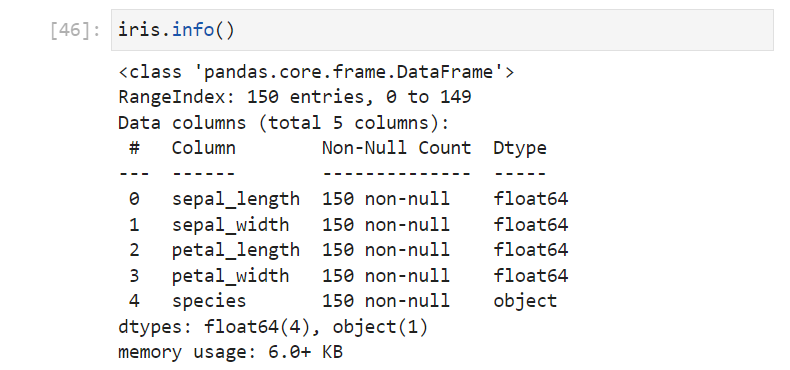 [46]: iris.info()
<class 'pandas.core.frame.DataFrame'>
RangeIndex: 150 entries, 0 to 149
Data columns (total 5 columns):
 #   Column        Non-Null Count  Dtype
---  ------        --------------  -----
 0   sepal_length  150 non-null    float64
 1   sepal_width   150 non-null    float64
 2   petal_length  150 non-null    float64
 3   petal_width   150 non-null    float64
 4   species       150 non-null    object
dtypes: float64(4), object(1)
memory usage: 6.0+ KB